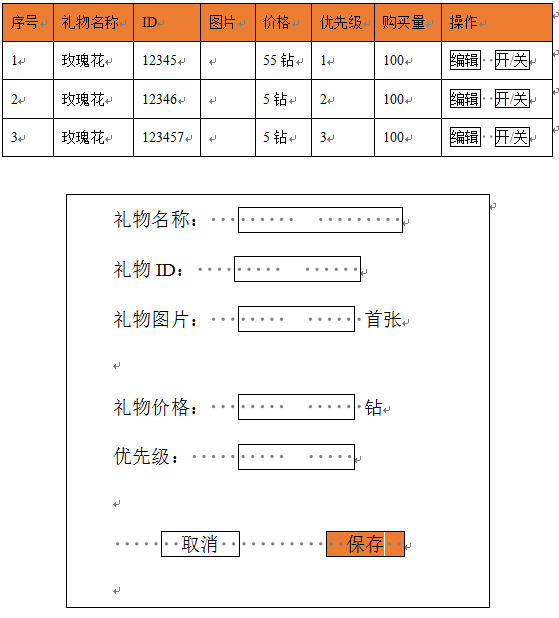 序号 礼物名称 ID 图片 价格 优先级 购买量 操作
1 玫瑰花 12345 55 钻 1 100 编辑 开/关
2 玫瑰花 12346 5 钻 2 100 编辑 开/关
3 玫瑰花 123457 5 钻 3 100 编辑 开/关
礼物名称：
礼物 ID：
礼物图片： 首张
礼物价格： 钻
优先级：
取消 保存